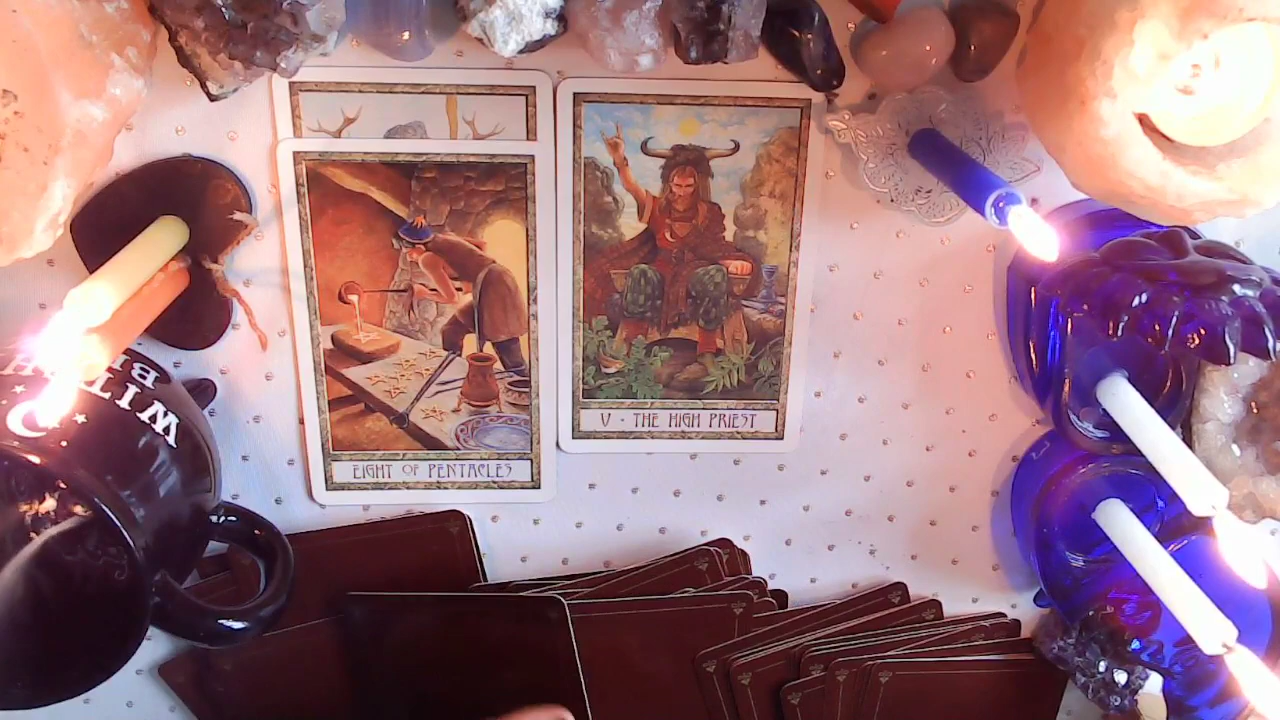 V · THE HIGH PRIEST
EIGHT OF PENTACLES
WITCH